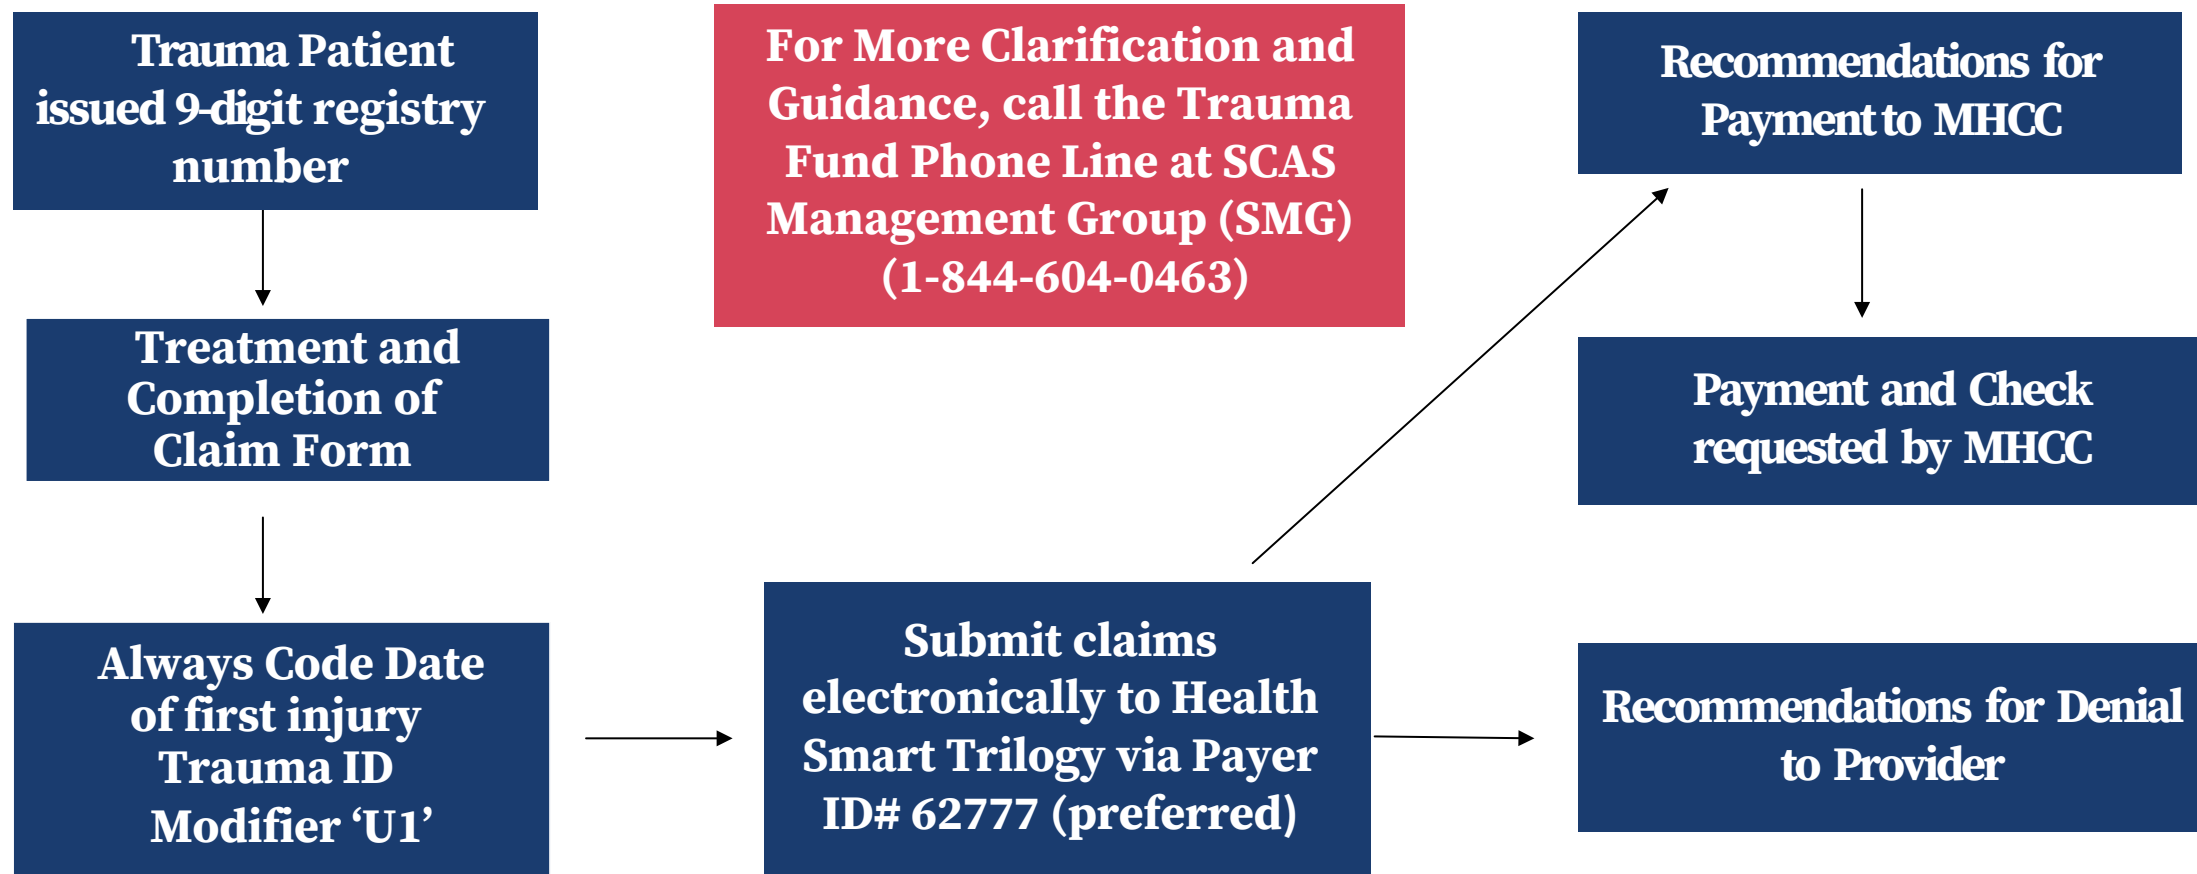 Trauma Patient
issued 9-digit registry
number
Treatment and
Completion of
Claim Form
Always Code Date
of first injury
Trauma ID
Modifier ‘U1’
For More Clarification and
Guidance, call the Trauma
Fund Phone Line at SCAS
Management Group (SMG)
(1-844-604-0463)
Submit claims
electronically to Health
Smart Trilogy via Payer
ID# 62777 (preferred)
Recommendations for
Payment to MHCC
Payment and Check
requested by MHCC
Recommendations for Denial
to Provider